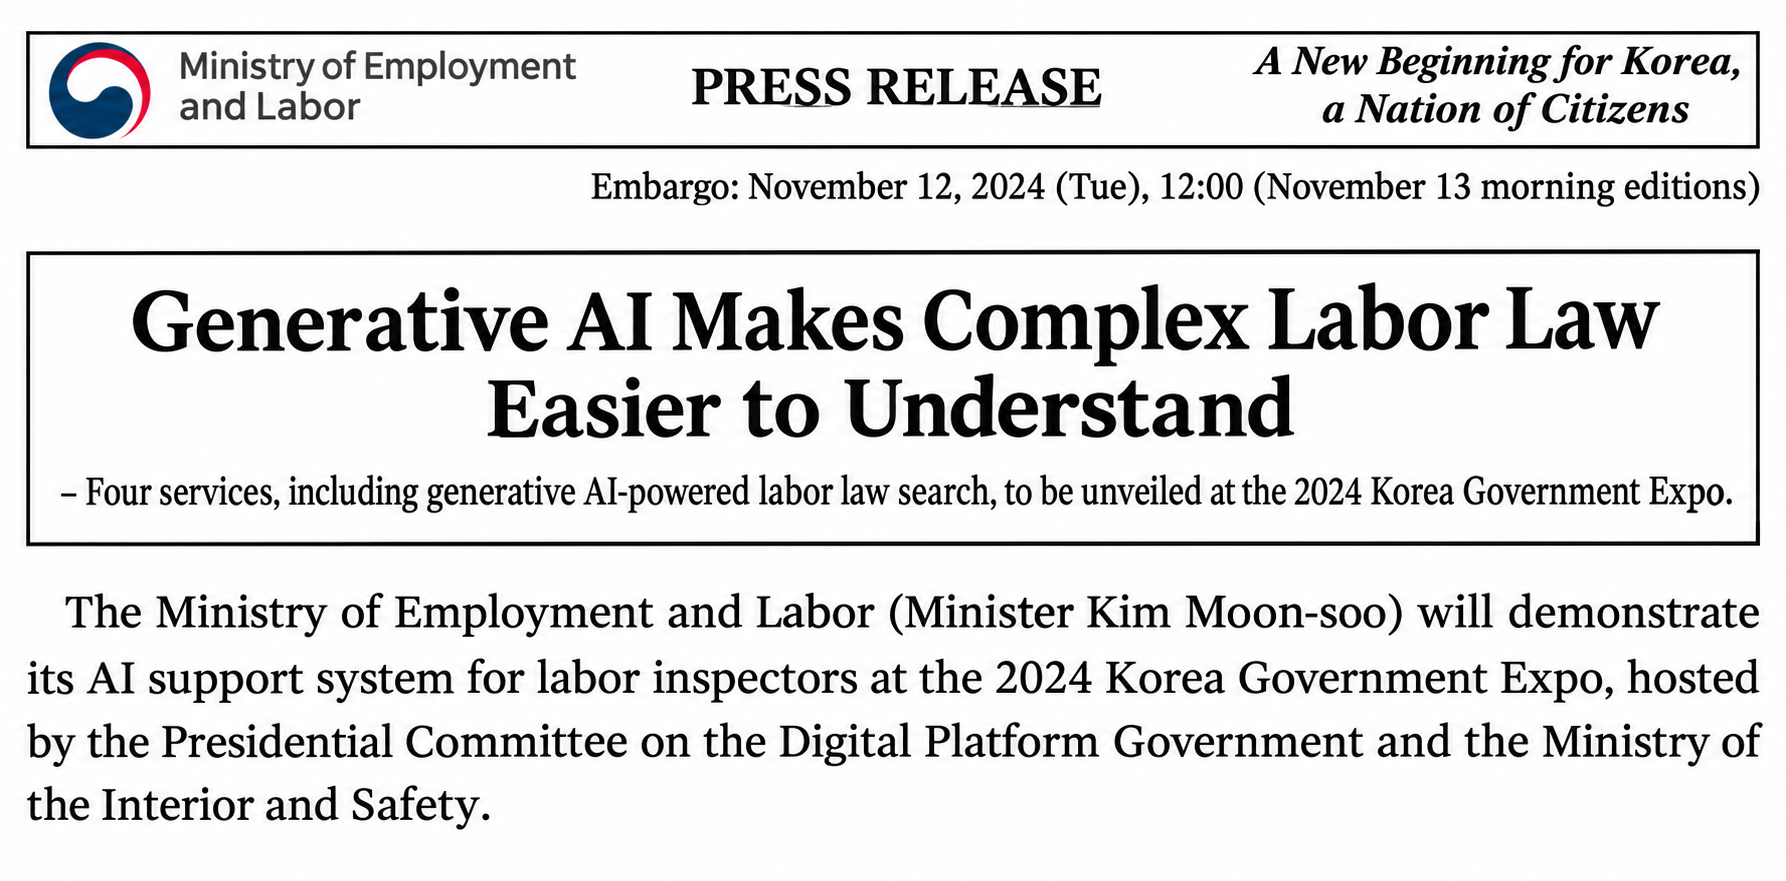 Ministry of Employment
and Labor
PRESS RELEASE
A New Beginning for Korea,
a Nation of Citizens
Embargo: November 12, 2024 (Tue), 12:00 (November 13 morning editions)
Generative AI Makes Complex Labor Law
Easier to Understand
– Four services, including generative AI-powered labor law search, to be unveiled at the 2024 Korea Government Expo.
The Ministry of Employment and Labor (Minister Kim Moon-soo) will demonstrate
its AI support system for labor inspectors at the 2024 Korea Government Expo, hosted
by the Presidential Committee on the Digital Platform Government and the Ministry of
the Interior and Safety.